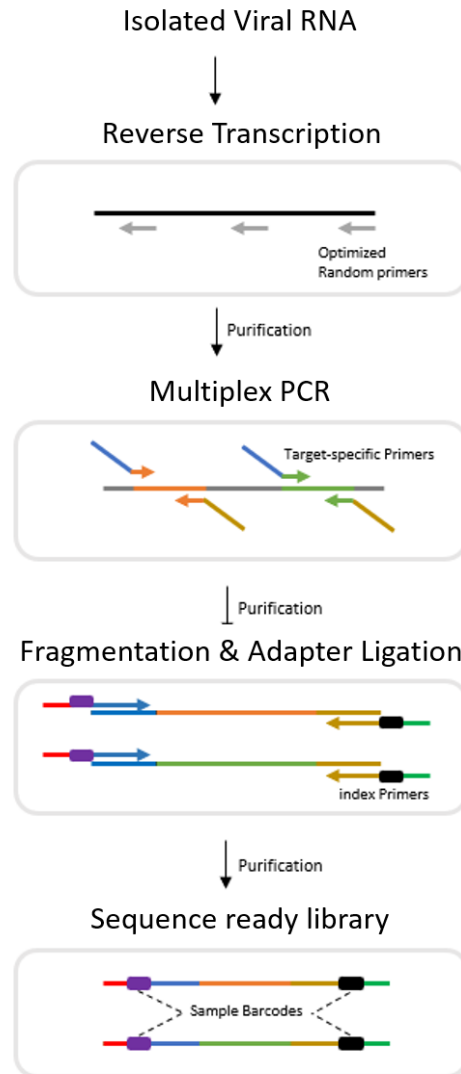 Isolated Viral RNA
Reverse Transcription
Optimized
Random primers
Purification
Multiplex PCR
Target-specific Primers
Purification
Fragmentation & Adapter Ligation
index Primers
Purification
Sequence ready library
Sample Barcodes